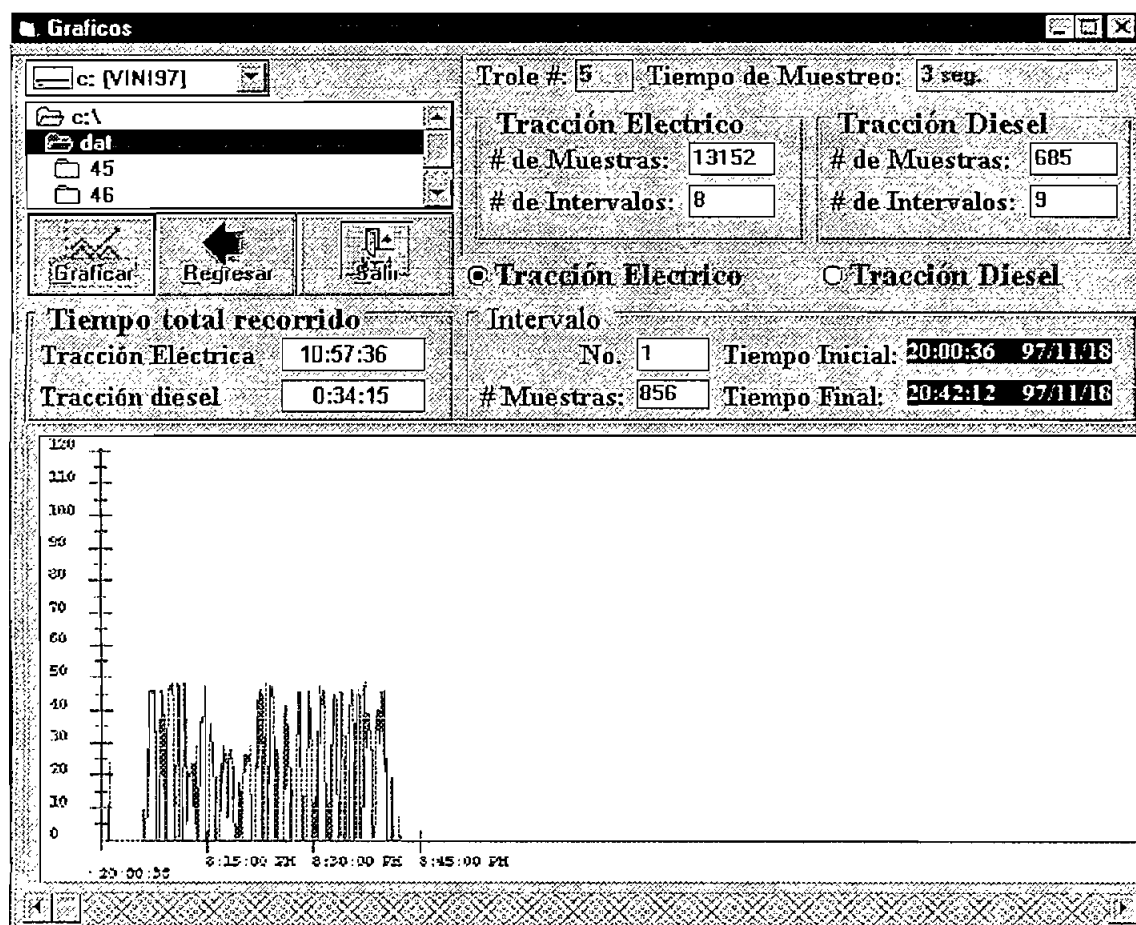 Graficos
c: [VINI97]
c:\
dat
45
46
Graficar
Regresar
Salir
Trole #: 5 Tiempo de Muestreo: 3 seg.
Tracción Electrico
# de Muestras: 13152
# de Intervalos: 8
Tracción Diesel
# de Muestras: 685
# de Intervalos: 9
Tracción Electrico
Tracción Diesel
Tiempo total recorrido
Tracción Eléctrica 10:57:36
Tracción diesel 0:34:15
Intervalo
No. 1 Tiempo Inicial: 20:00:36 97/11/18
# Muestras: 856 Tiempo Final: 20:42:12 97/11/18
120
110
100
90
80
70
60
50
40
30
20
10
0
8:15:00 PM 8:30:00 PM 8:45:00 PM
20:00:36